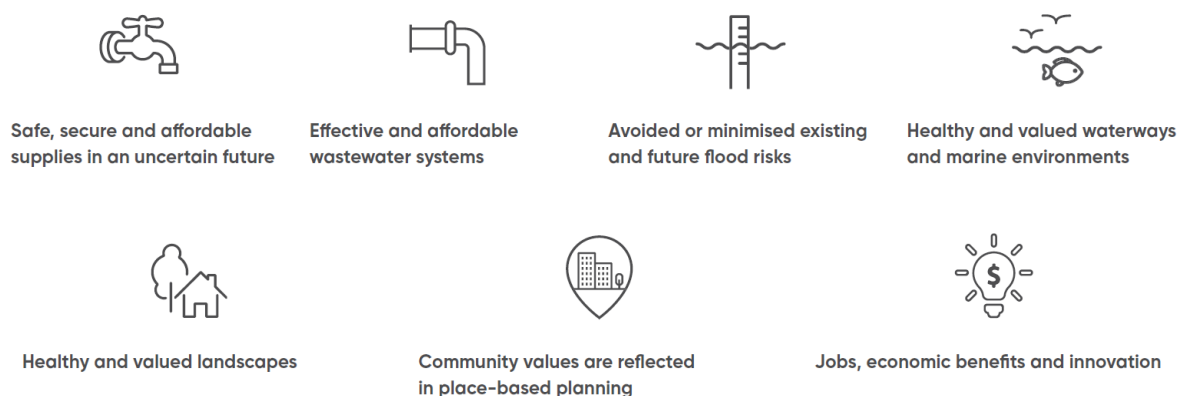 Safe, secure and affordable
supplies in an uncertain future
Effective and affordable
wastewater systems
Avoided or minimised existing
and future flood risks
Healthy and valued waterways
and marine environments
Healthy and valued landscapes
$
Community values are reflected
in place-based planning
Jobs, economic benefits and innovation